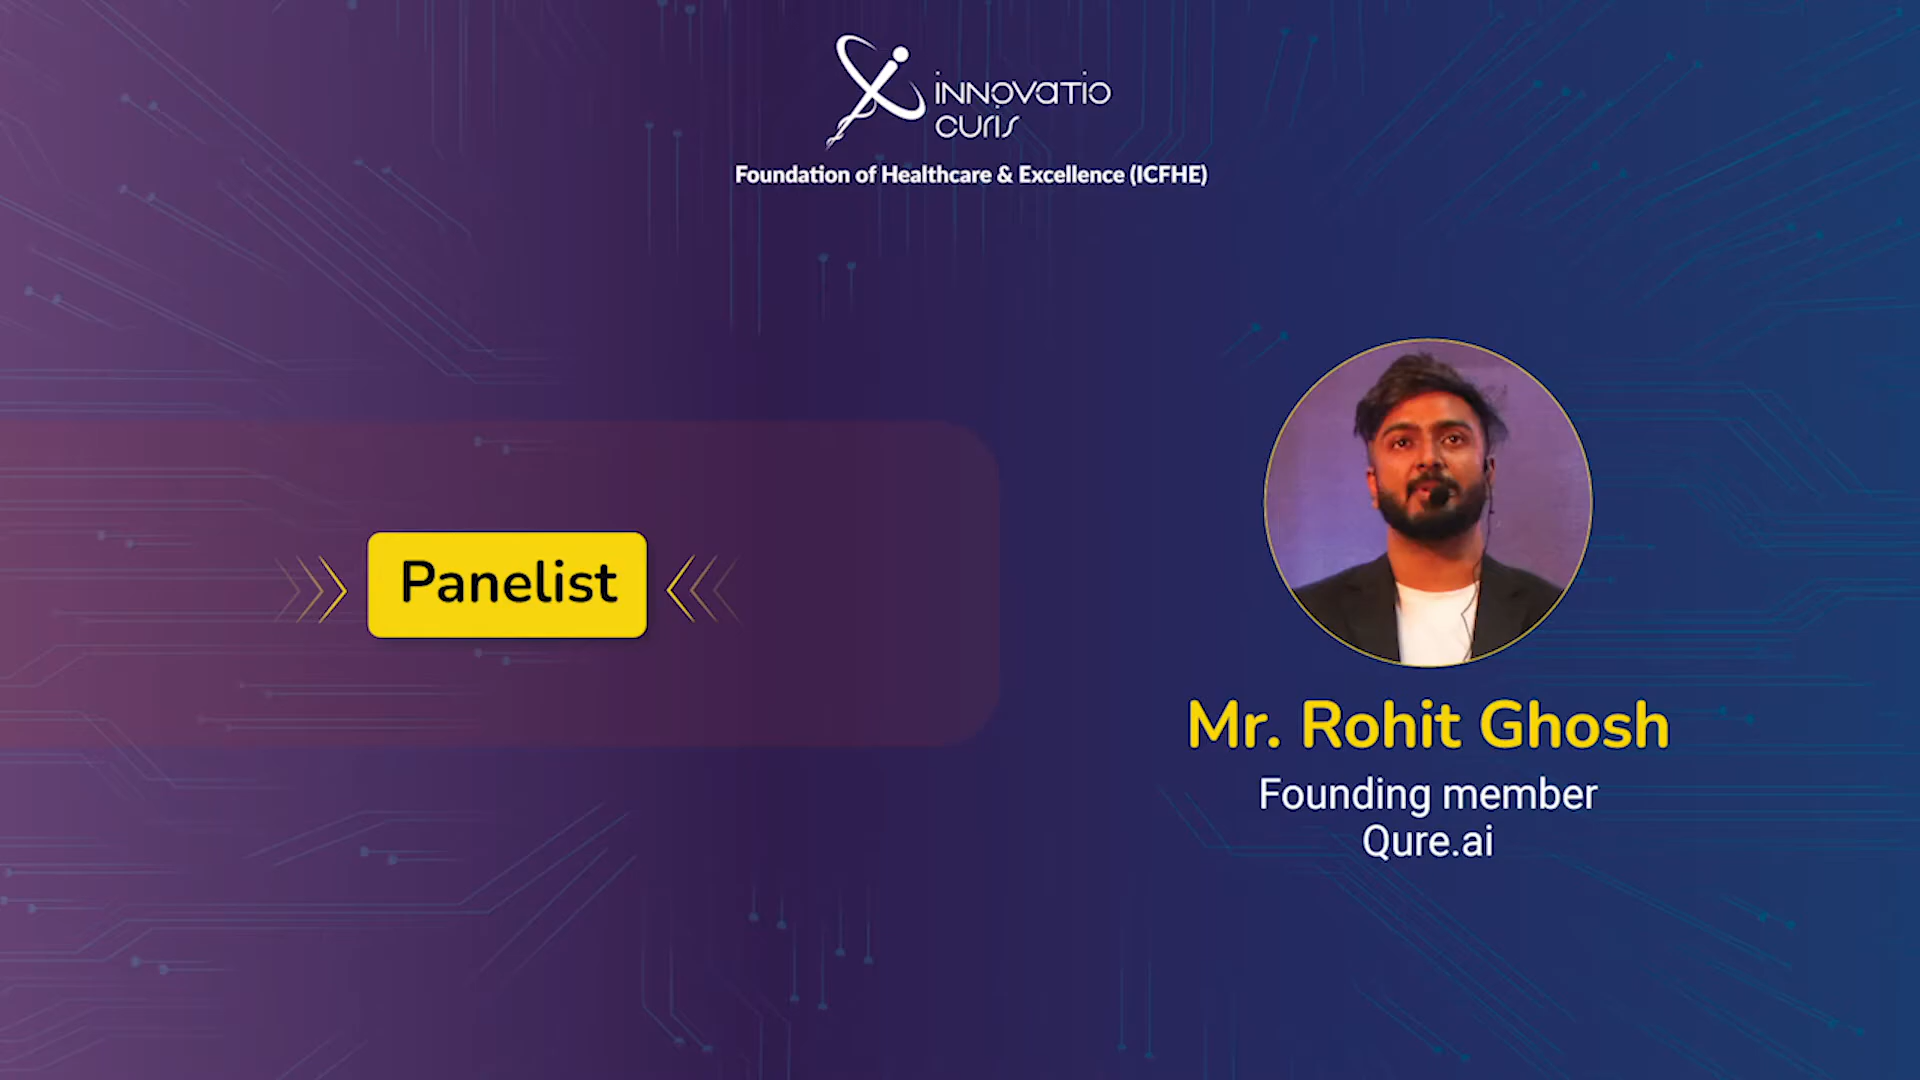 innovatio
curis
Foundation of Healthcare & Excellence (ICFHE)
Panelist
Mr. Rohit Ghosh
Founding member
Qure.ai